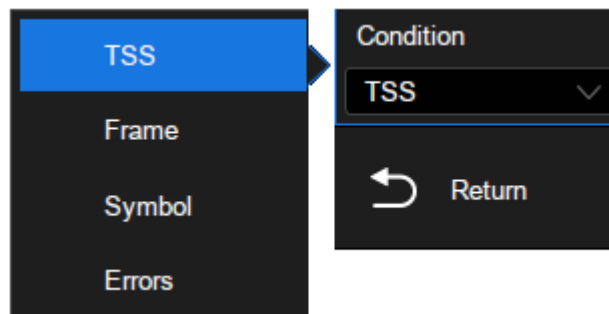 TSS
Frame
Symbol
Errors
Condition
TSS
Return